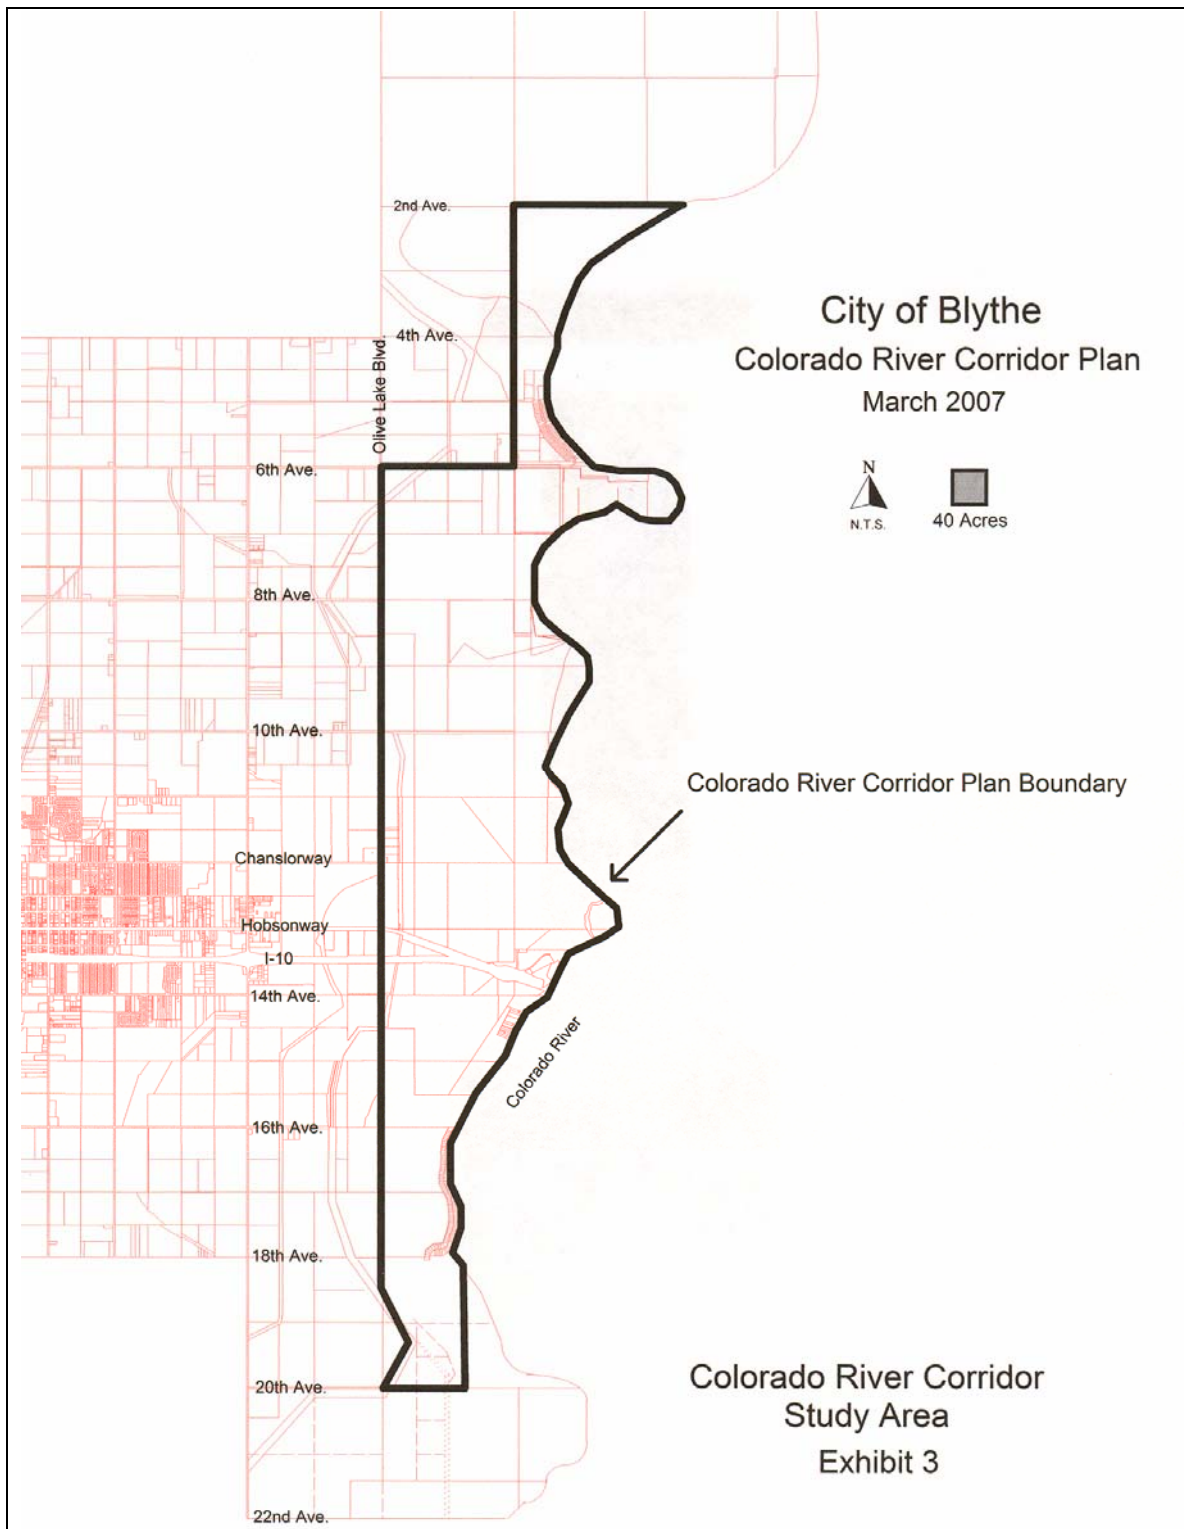 2nd Ave.
City of Blythe
4th Ave.
Olive Lake Blvd.
Colorado River Corridor Plan
March 2007
6th Ave.
N
N.T.S.
40 Acres
8th Ave.
10th Ave.
Colorado River Corridor Plan Boundary
Chanslorway
Hobsonway
I-10
14th Ave.
Colorado River
16th Ave.
18th Ave.
20th Ave.
Colorado River Corridor
Study Area
Exhibit 3
22nd Ave.